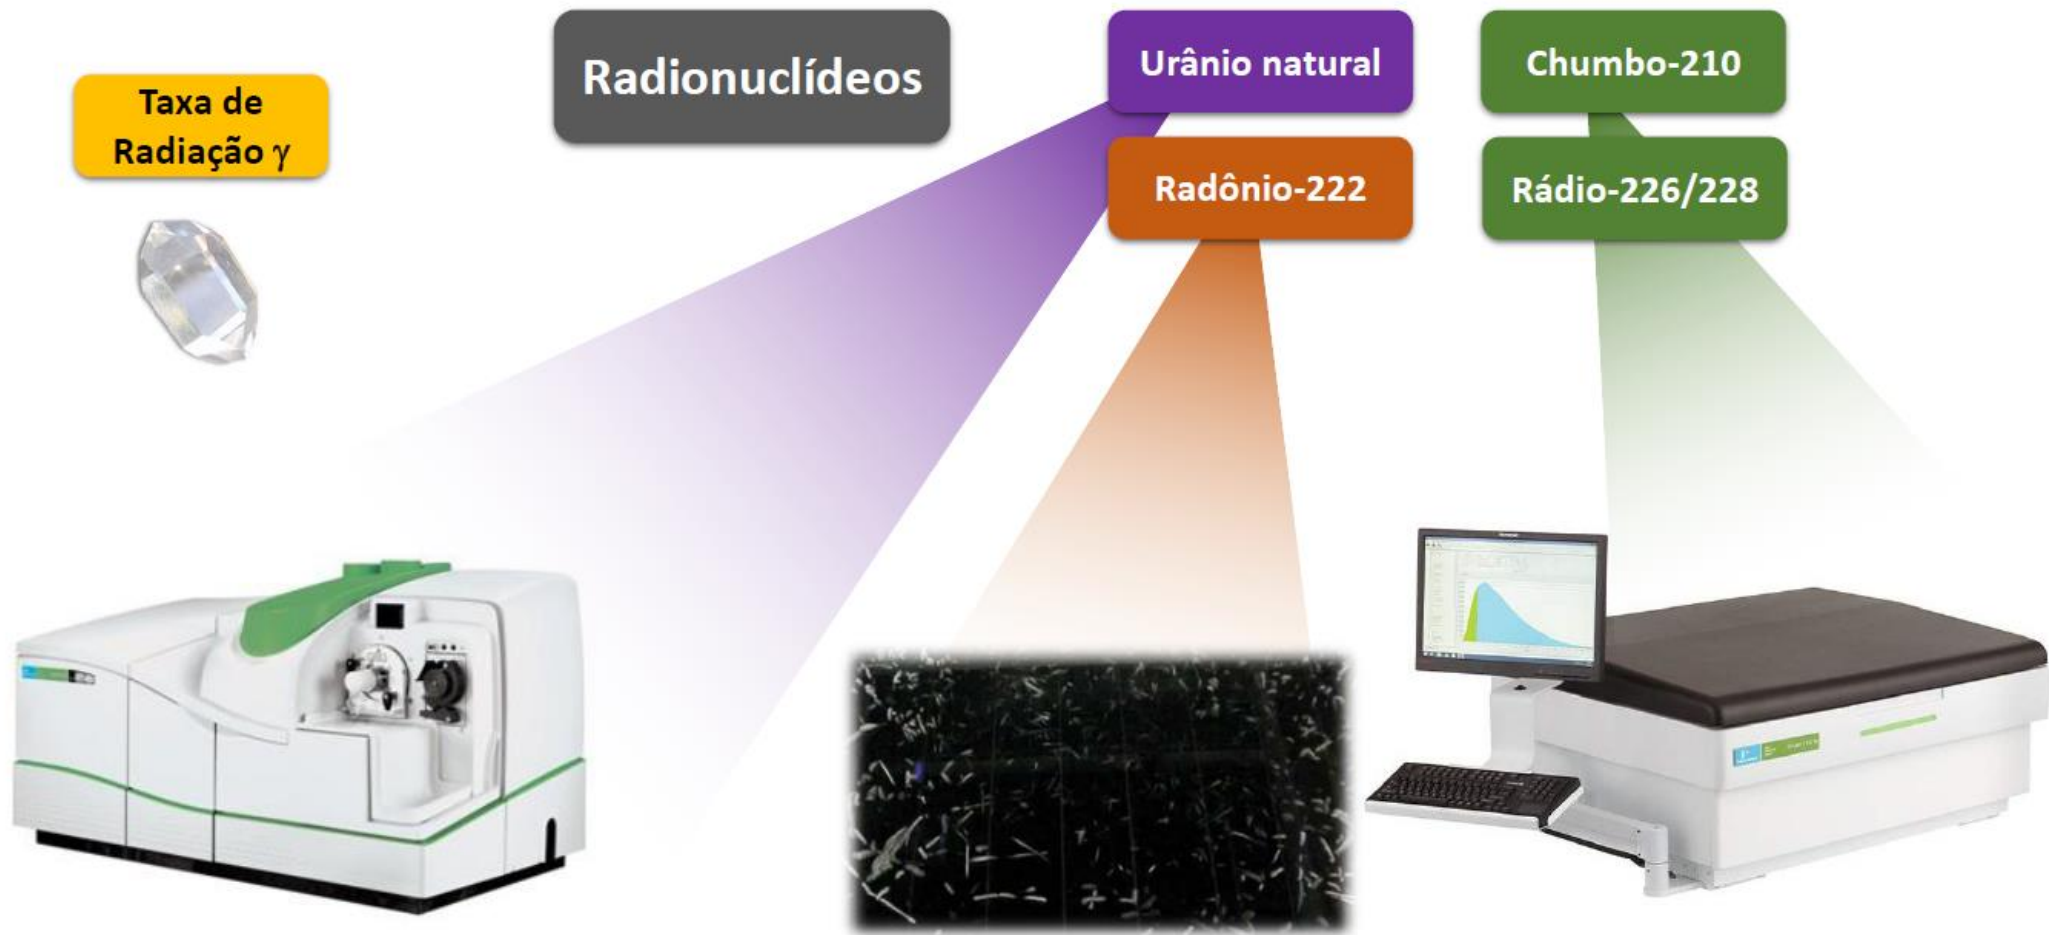 Taxa de
Radiação γ
Radionuclídeos
Urânio natural
Radônio-222
Chumbo-210
Rádio-226/228